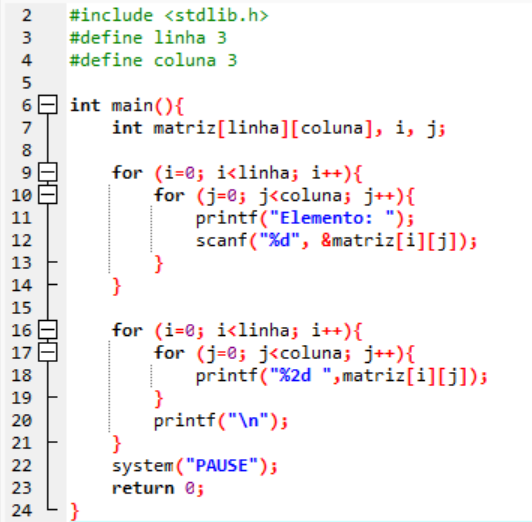 2 #include <stdlib.h>
3 #define linha 3
4 #define coluna 3
5
6 int main(){
7 int matriz[linha][coluna], i, j;
8
9 for (i=0; i<linha; i++){
10 for (j=0; j<coluna; j++){
11 printf("Elemento: ");
12 scanf("%d", &matriz[i][j]);
13 }
14 }
15
16 for (i=0; i<linha; i++){
17 for (j=0; j<coluna; j++){
18 printf("%2d ",matriz[i][j]);
19 }
20 printf("\n");
21 }
22 system("PAUSE");
23 return 0;
24 }